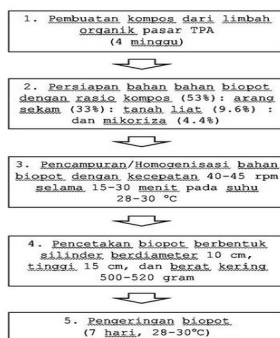 1. Pembuatan kompos dari limbah
organik pasar TPA
(4 minggu)
2. Persiapan bahan bahan biopot
dengan rasio kompos (53%): arang
sekam (33%): tanah liat (9.6%) :
dan mikoriza (4.4%)
3. Pencampuran/Homogenisasi bahan
biopot dengan kecepatan 40-45 rpm
selama 15-30 menit pada suhu
28-30 °C
4. Pencetakan biopot berbentuk
silinder berdiameter 10 cm,
tinggi 15 cm, dan berat kering
500-520 gram
5. Pengeringan biopot
(7 hari, 28-30°C)